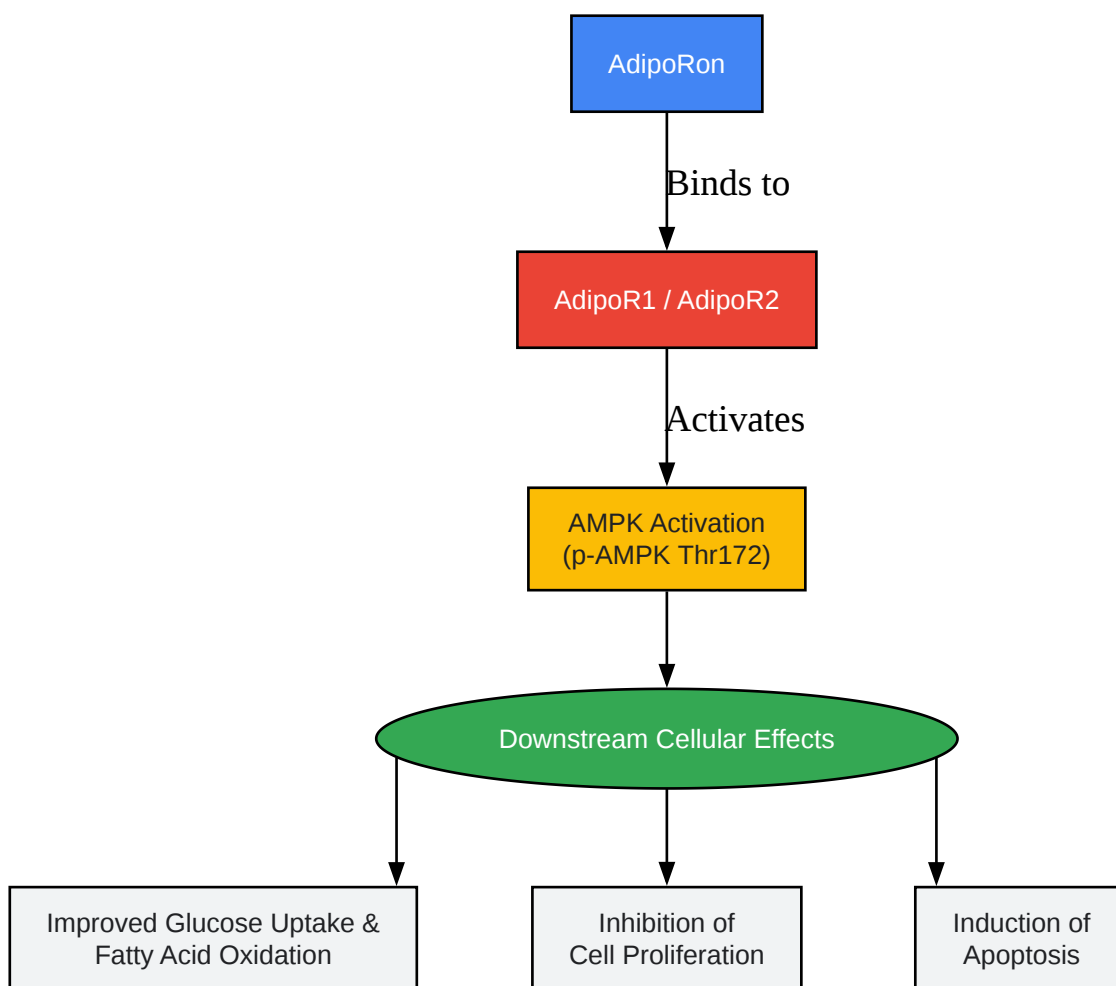 AdipoRon
Binds to
AdipoR1 / AdipoR2
Activates
AMPK Activation
(p-AMPK Thr172)
Downstream Cellular Effects
Improved Glucose Uptake &
Fatty Acid Oxidation
Inhibition of
Cell Proliferation
Induction of
Apoptosis